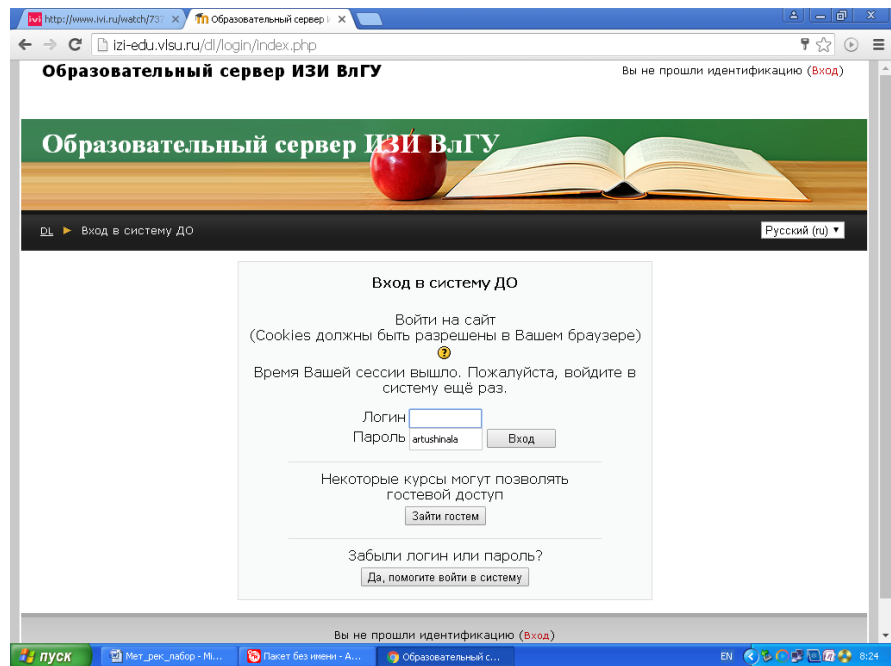 http://www.ivi.ru/watch/737
Образовательный сервер И
izi-edu.vlsu.ru/dl/login/index.php
Образовательный сервер ИЗИ ВлГУ
Вы не прошли идентификацию (Вход)
Образовательный сервер ИЗИ ВлГУ
DL ► Вход в систему ДО
Русский (ru) ▼
Вход в систему ДО
Войти на сайт
(Cookies должны быть разрешены в Вашем браузере)
?
Время Вашей сессии вышло. Пожалуйста, войдите в
систему ещё раз.
Логин
Пароль artushinala Вход
Некоторые курсы могут позволять
гостевой доступ
Зайти гостем
Забыли логин или пароль?
Да, помогите войти в систему
Вы не прошли идентификацию (Вход)
пуск
Мет_рек_лабор - Mi...
Пакет без имени - A...
Образовательный с...
EN
8:24